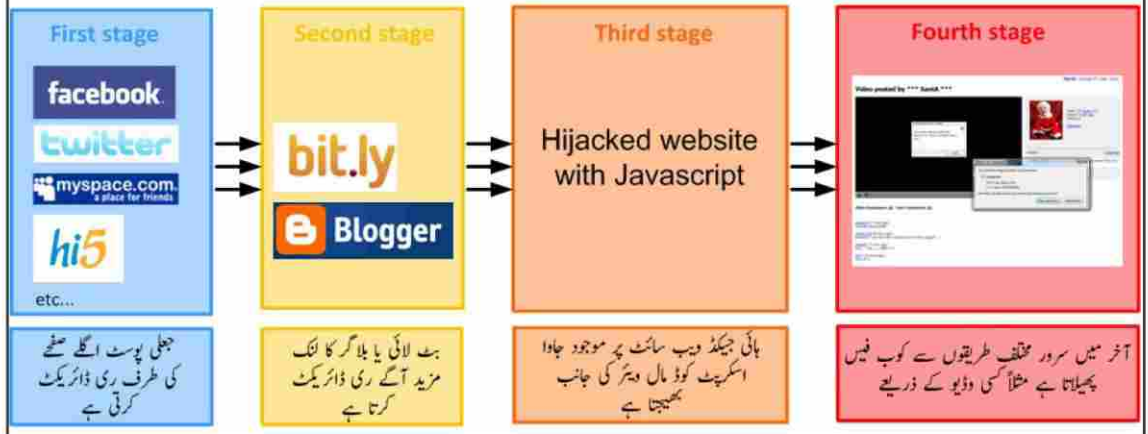 First stage
facebook
twitter
myspace.com
a place for friends
hi5
etc...
Second stage
bit.ly
Blogger
Third stage
Hijacked website
with Javascript
Fourth stage
Video posted by *** SantA ***
جعلی پوسٹ اگلے صفحے
کی طرف ری ڈائریکٹ
کرتی ہے
بٹ لائی یا بلاگر کا لنک
مزید آگے ری ڈائریکٹ
کرتا ہے
ہائی جیکڈ ویب سائٹ پر موجود جاوا
اسکرپٹ کوڈ مال ویئر کی جانب
بھیجتا ہے
آخر میں سرور مختلف طریقوں سے کوب فیس
پھیلاتا ہے مثلاً کسی وڈیو کے ذریعے